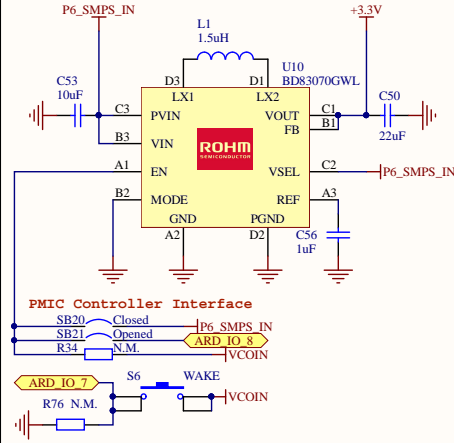 P6_SMPS_IN
+3.3V
L1
1.5uH
U10
BD83070GWL
C53
10uF
D3
D1
C50
22uF
LX1
LX2
C3
PVIN
VOUT
C1
FB
B1
B3
VIN
ROHM
SEMICONDUCTOR
A1
EN
VSEL
C2
P6_SMPS_IN
B2
MODE
REF
A3
GND
PGND
A2
D2
C56
1uF
PMIC Controller Interface
SB20 Closed P6_SMPS_IN
SB21 Opened ARD_IO_8
R34 N.M. VCOIN
ARD_IO_7
S6 WAKE
VCOIN
R76 N.M.